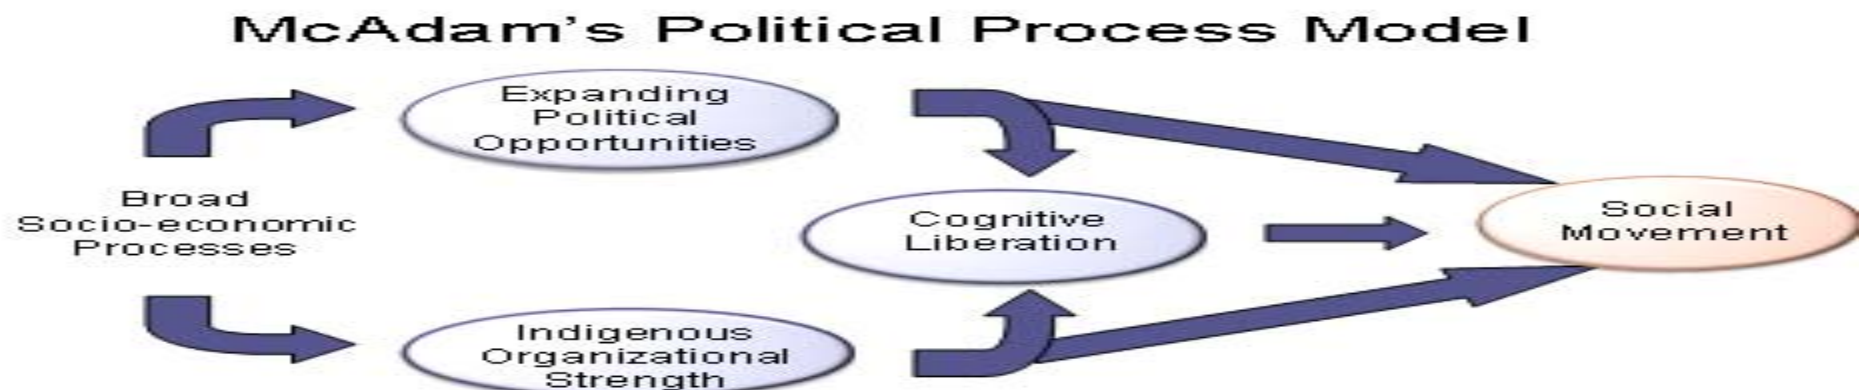 McAdam's Political Process Model
Expanding
Political
Opportunities
Broad
Socio-economic
Processes
Cognitive
Liberation
Social
Movement
Indigenous
Organizational
Strength